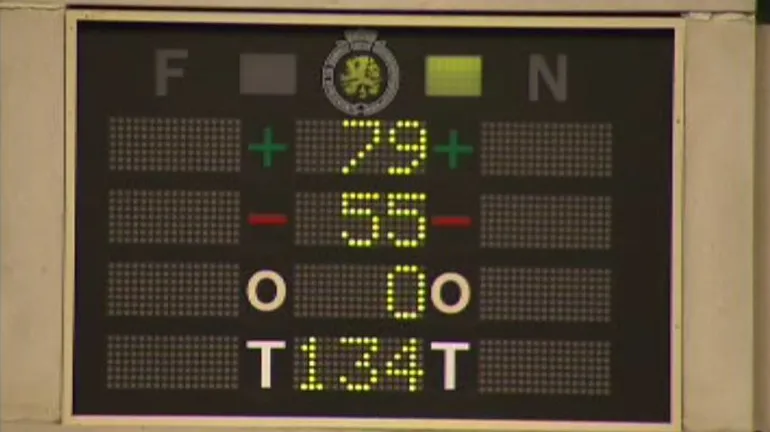 F N
+ 79 +
- 55 -
O 0 O
T 134 T